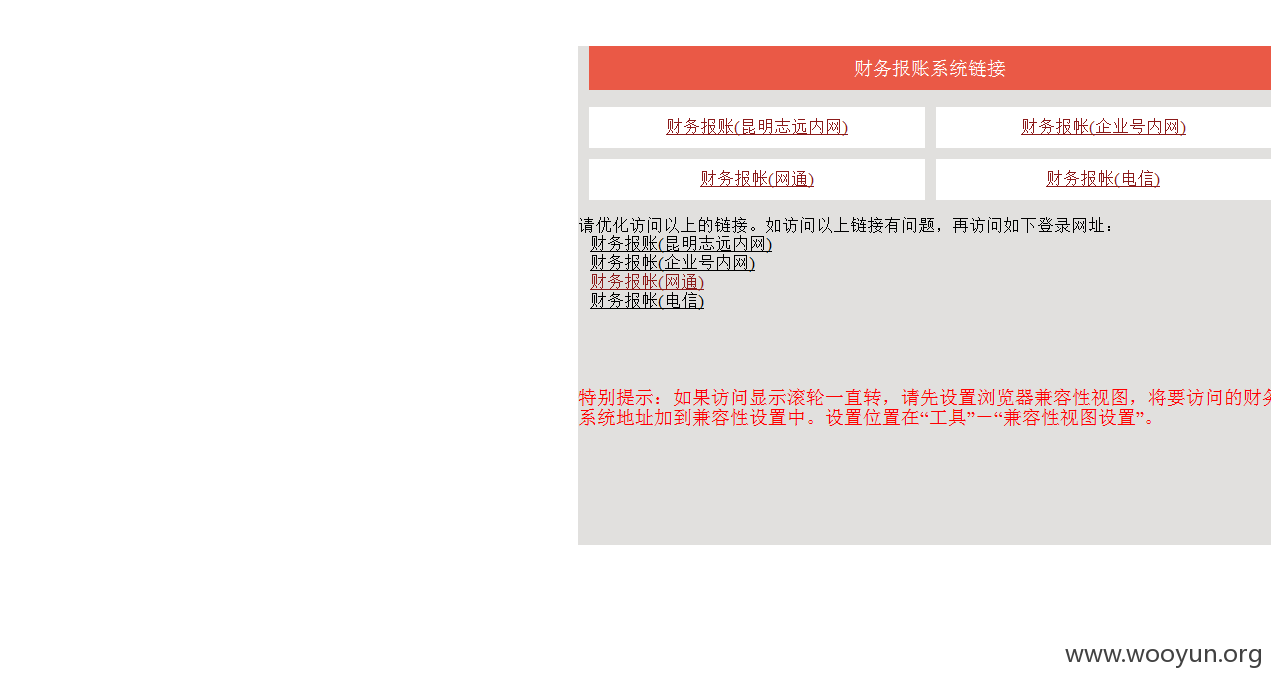 财务报账系统链接
财务报账(昆明志远内网)
财务报帐(企业号内网)
财务报帐(网通)
财务报帐(电信)
请优化访问以上的链接。如访问以上链接有问题，再访问如下登录网址：
财务报账(昆明志远内网)
财务报帐(企业号内网)
财务报帐(网通)
财务报帐(电信)
特别提示：如果访问显示滚轮一直转，请先设置浏览器兼容性视图，将要访问的财务
系统地址加到兼容性设置中。设置位置在“工具”－“兼容性视图设置”。
www.wooyun.org